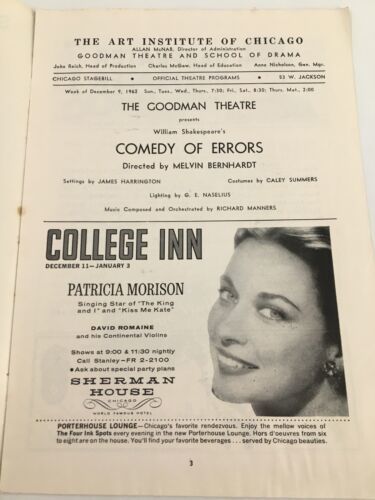 THE ART INSTITUTE OF CHICAGO
ALLAN McNAB, Director of Administration
GOODMAN THEATRE AND SCHOOL OF DRAMA
John Reich, Head of Production Charles McGaw, Head of Education Anne Nicholson, Gen. Mgr.
CHICAGO STAGEBILL • OFFICIAL THEATRE PROGRAMS • 53 W. JACKSON
Week of December 9, 1962 Sun., Tues., Wed., Thurs., 7:30; Fri., Sat., 8:30; Thurs. Mat., 2:00
THE GOODMAN THEATRE
presents
William Shakespeare's
COMEDY OF ERRORS
Directed by MELVIN BERNHARDT
Settings by JAMES HARRINGTON Costumes by CALEY SUMMERS
Lighting by G. E. NASELIUS
Music Composed and Orchestrated by RICHARD MANNERS
COLLEGE INN
DECEMBER 11—JANUARY 3
PATRICIA MORISON
Singing Star of "The King
and I" and "Kiss Me Kate"
DAVID ROMAINE
and his Continental Violins
Shows at 9:00 & 11:30 nightly
Call Stanley—FR 2-2100
• Ask about special party plans
SHERMAN
HOUSE
CHICAGO
WORLD FAMOUS HOTEL
PORTERHOUSE LOUNGE—Chicago's favorite rendezvous. Enjoy the mellow voices of
The Four Ink Spots every evening in the new Porterhouse Lounge. Hors d'oeuvres from six
to eight are on the house. You'll find your favorite beverages ... served by Chicago beauties.
3